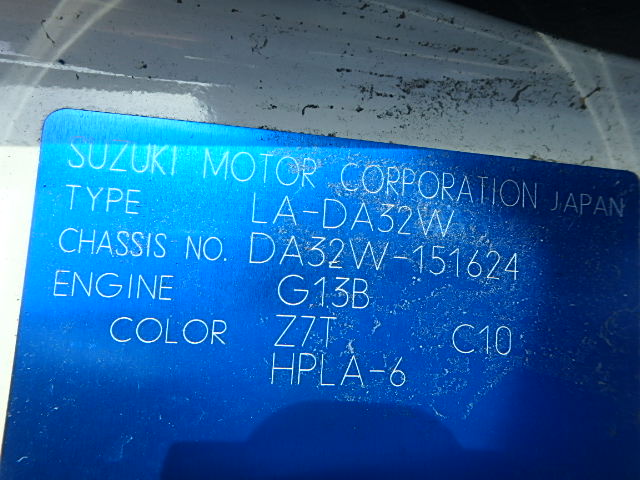 SUZUKI MOTOR CORPORATION JAPAN
TYPE LA-DA32W
CHASSIS NO. DA32W-151624
ENGINE G13B
COLOR Z7T C10
HPLA-6